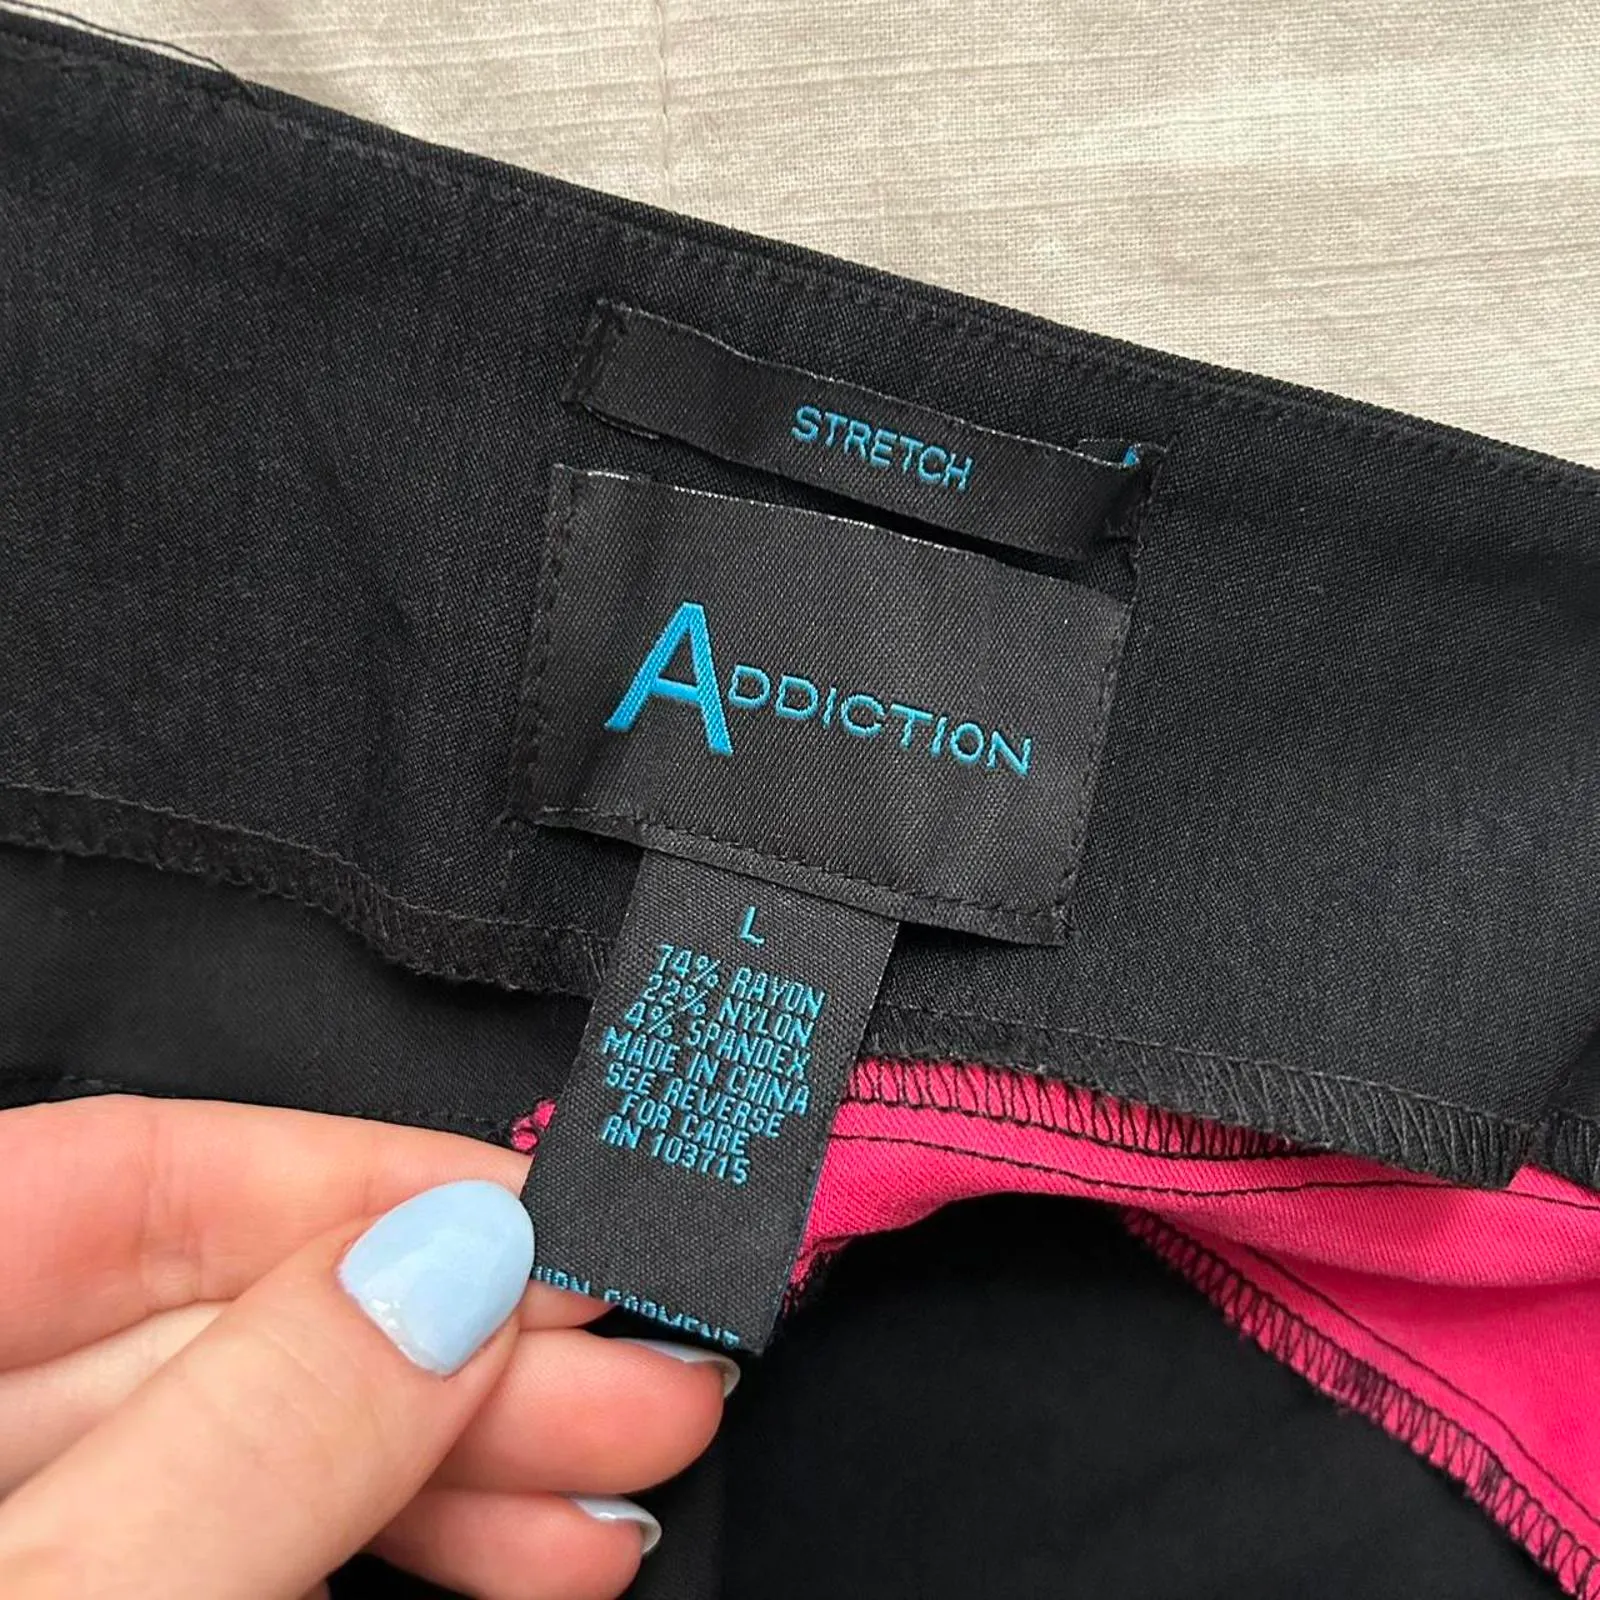 STRETCH
ADDICTION
L
74% RAYON
22% NYLON
4% SPANDEX
MADE IN CHINA
SEE REVERSE
FOR CARE
RN 103715